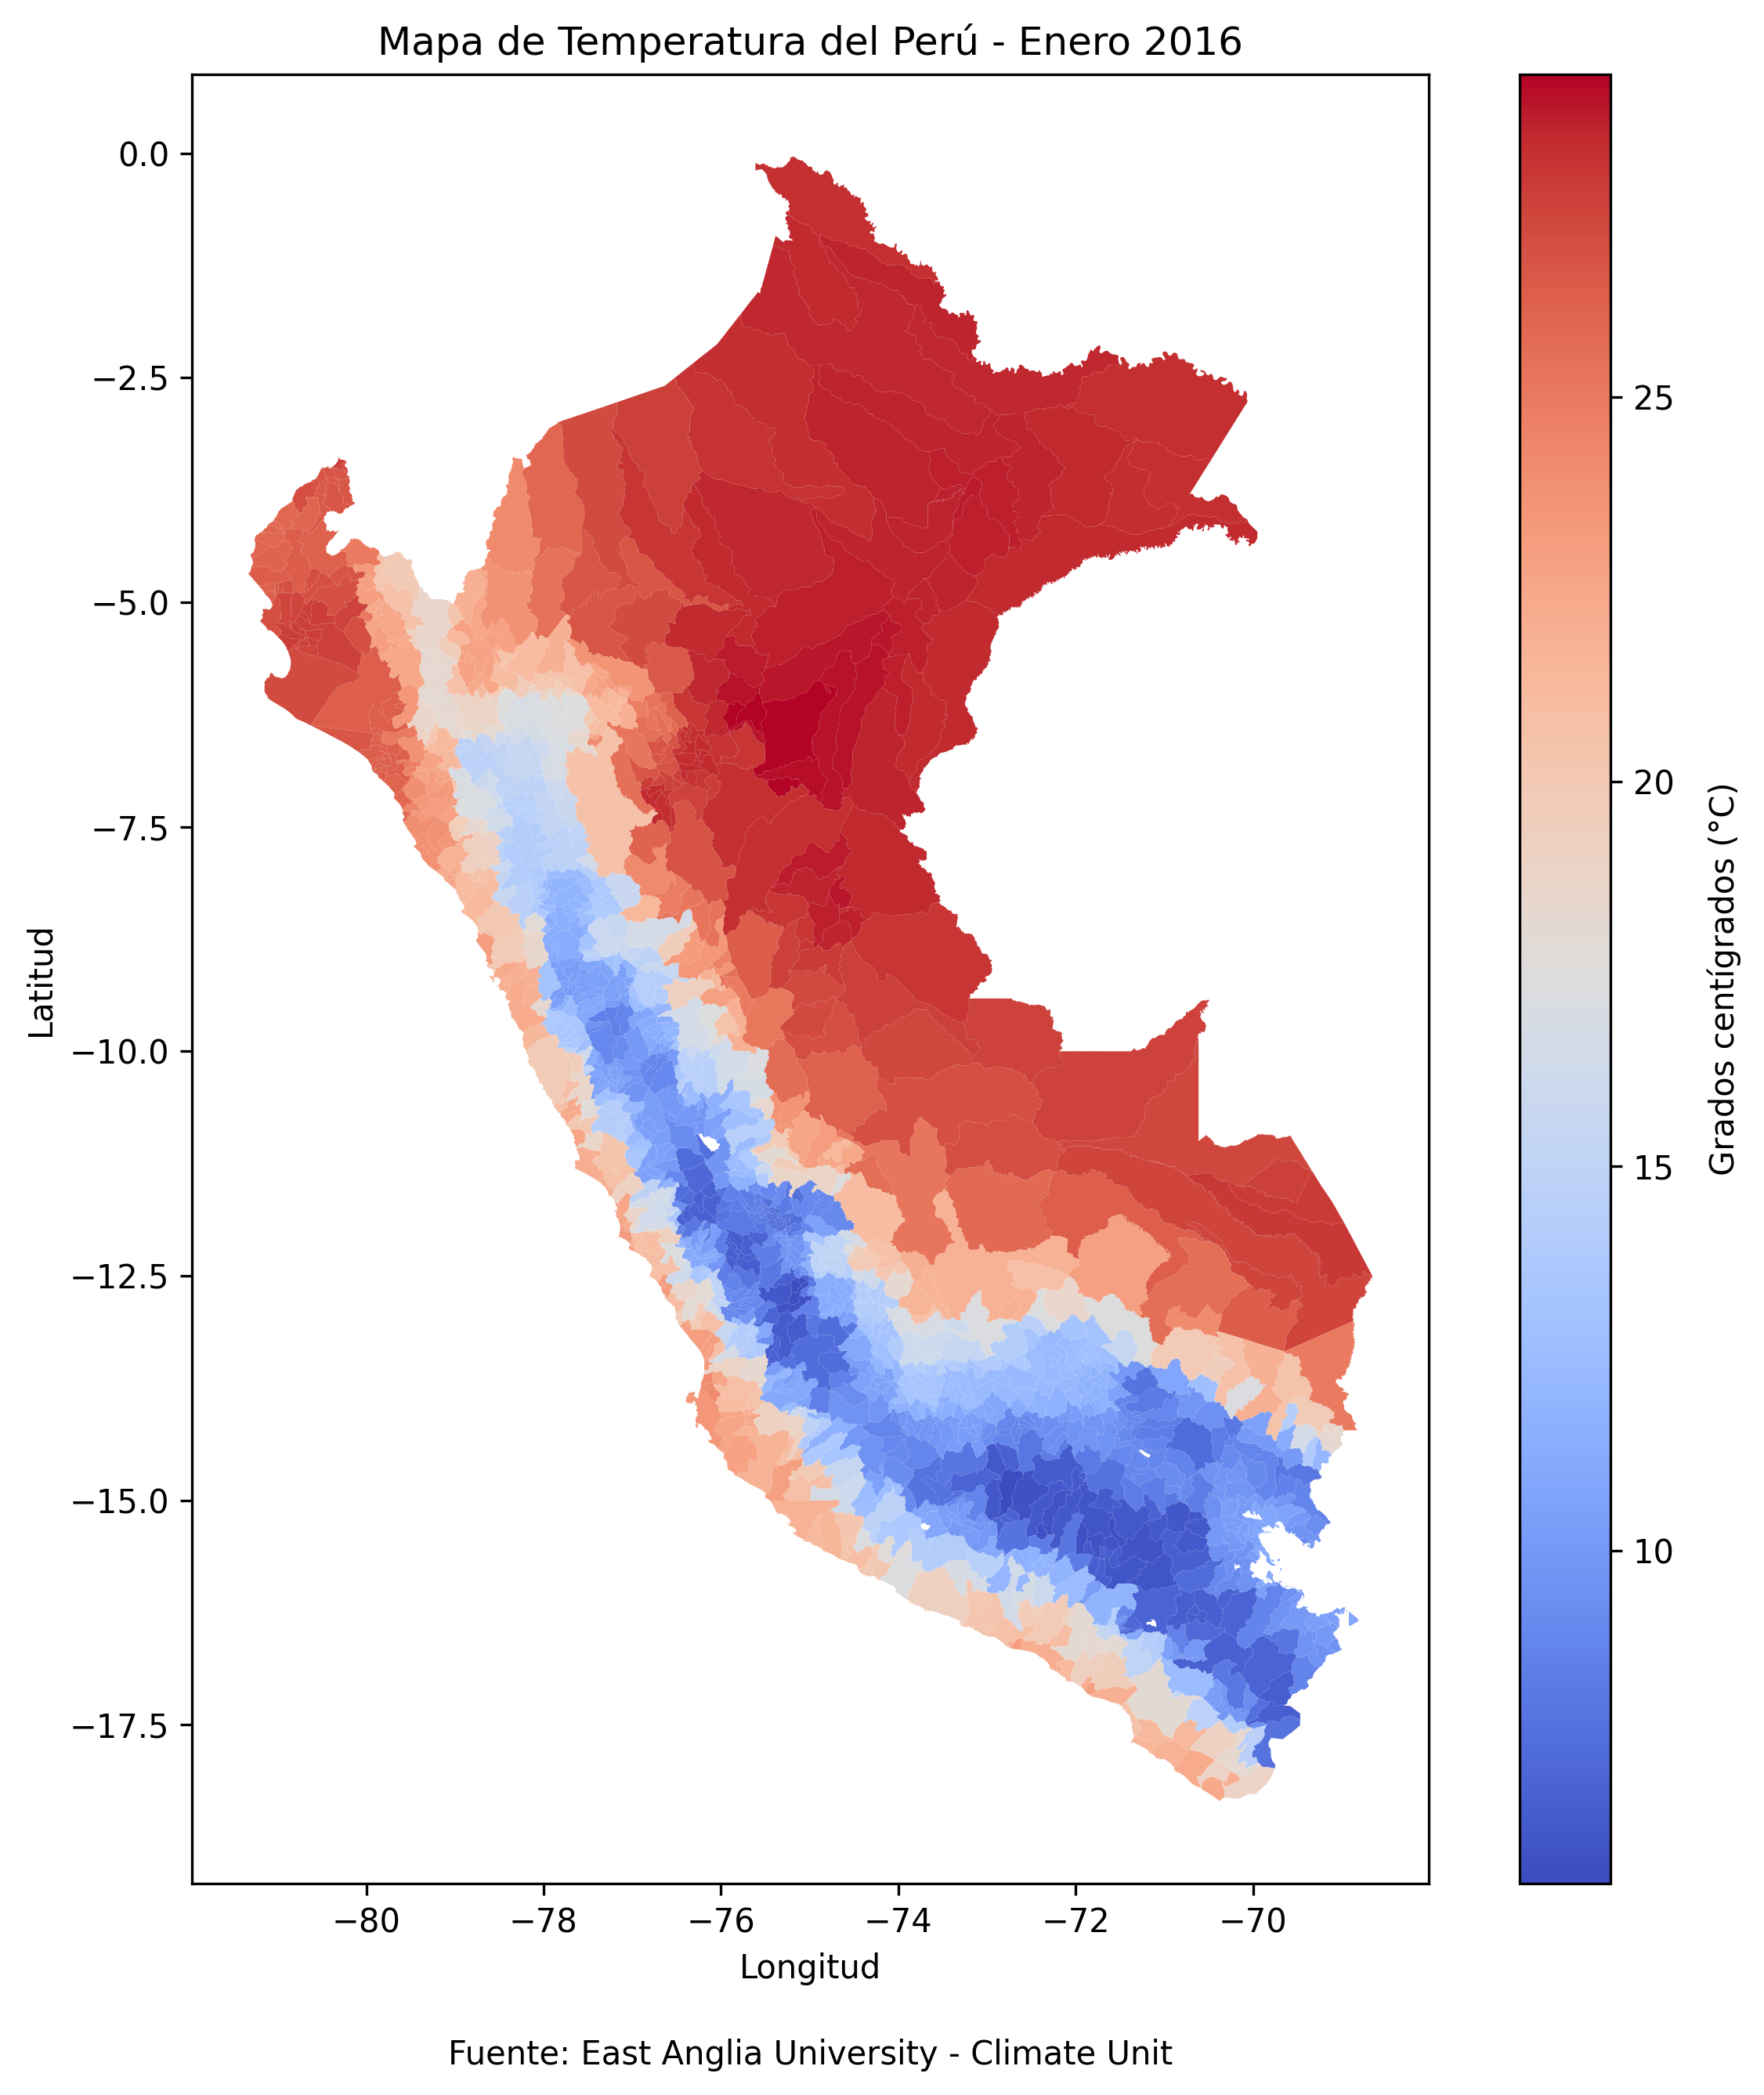 Mapa de Temperatura del Perú - Enero 2016
0.0
−2.5
−5.0
−7.5
−10.0
−12.5
−15.0
−17.5
Latitud
−80 −78 −76 −74 −72 −70
Longitud
25
20
15
10
Grados centígrados (°C)
Fuente: East Anglia University - Climate Unit